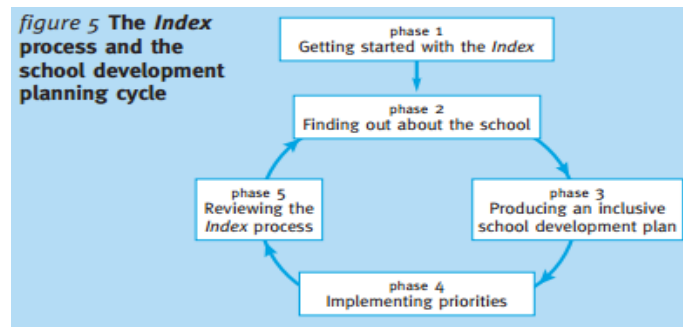 figure 5 The Index
process and the
school development
planning cycle
phase 1
Getting started with the Index
phase 2
Finding out about the school
phase 3
Producing an inclusive
school development plan
phase 4
Implementing priorities
phase 5
Reviewing the
Index process